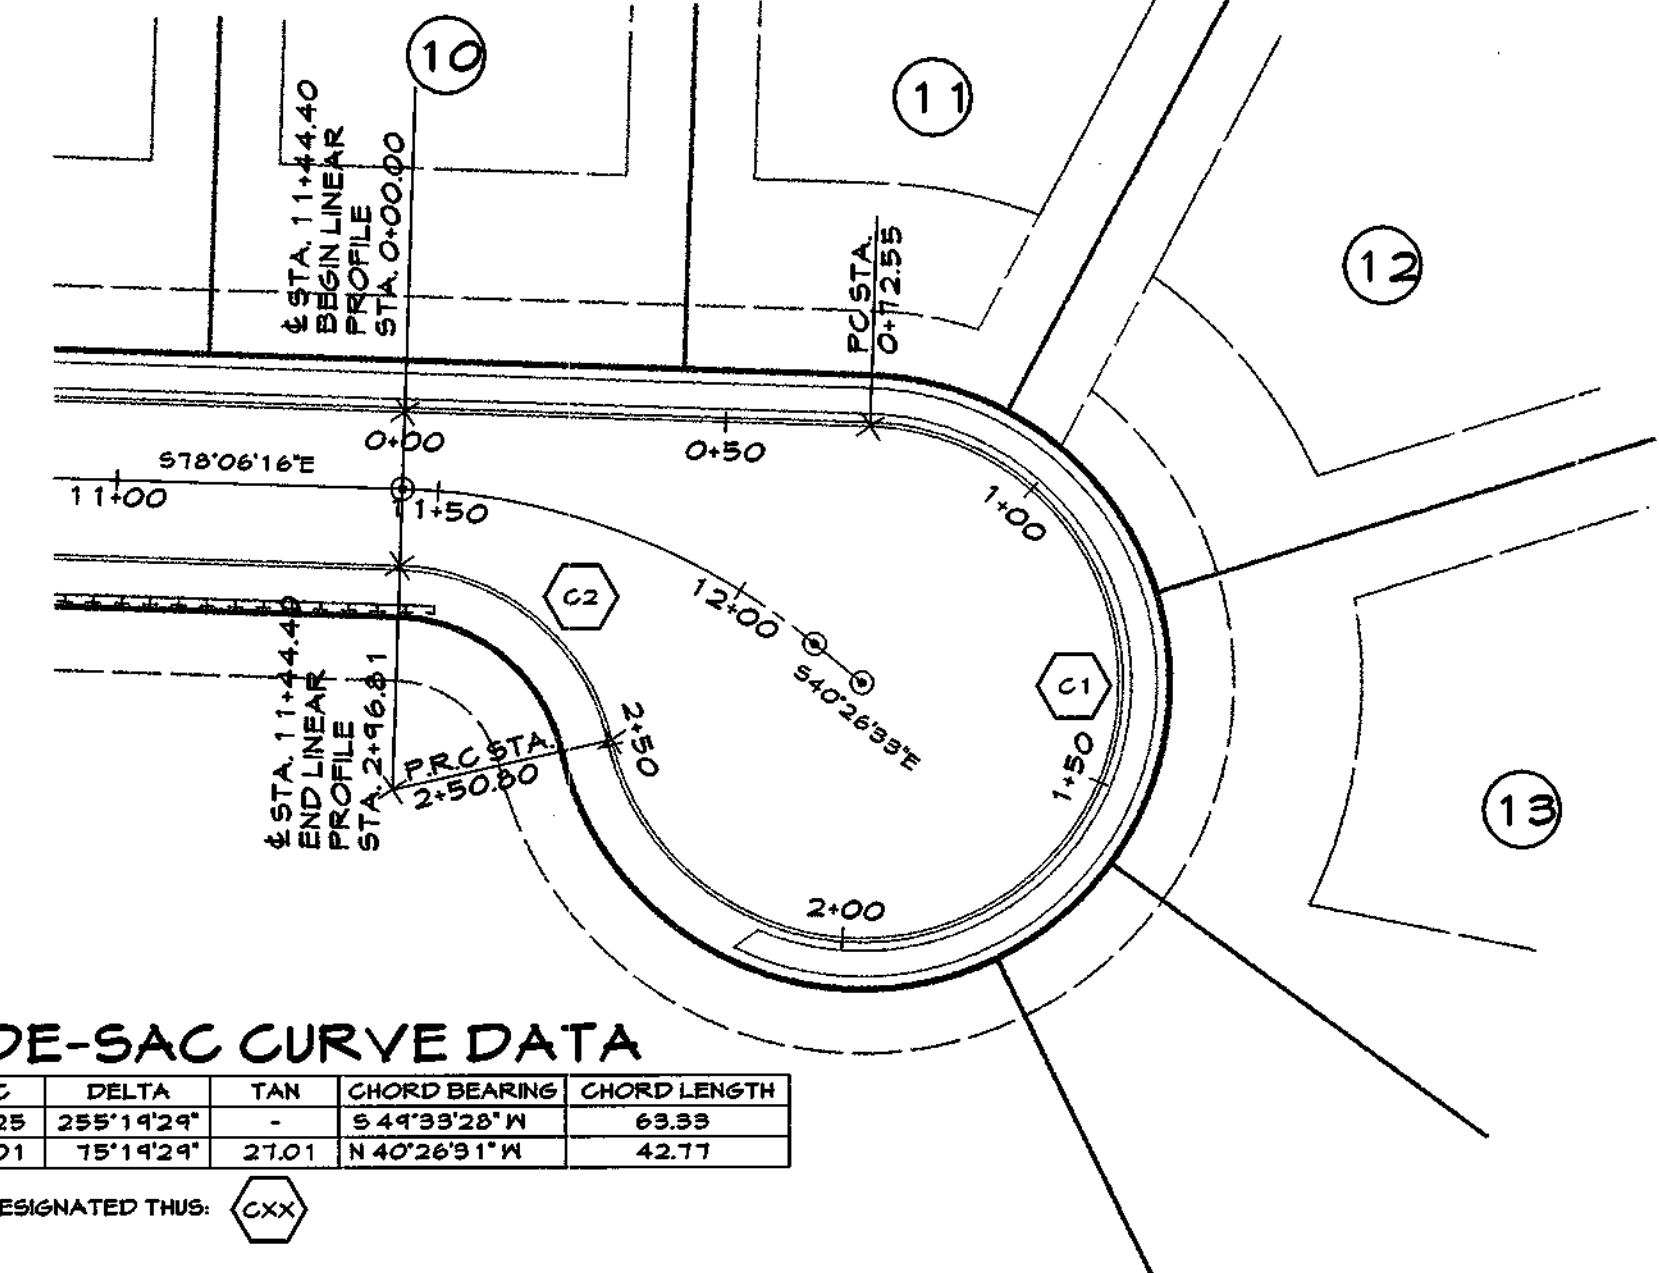 10
11
12
13
℄ STA. 11+44.40
BEGIN LINEAR
PROFILE
STA. 0+00.00
PC STA.
0+72.55
0+00
0+50
1+00
S78°06'16"E
11+00
11+50
C2
12+00
S40°26'33"E
C1
1+50
2+00
2+50
P.R.C STA.
2+50.80
℄ STA. 11+44.40
END LINEAR
PROFILE
STA. 2+96.81
DE-SAC CURVE DATA
C DELTA TAN CHORD BEARING CHORD LENGTH
25 255°19'29" - S 49°33'28" W 63.33
01 75°19'29" 27.01 N 40°26'31" W 42.77
ESIGNATED THUS: CXX